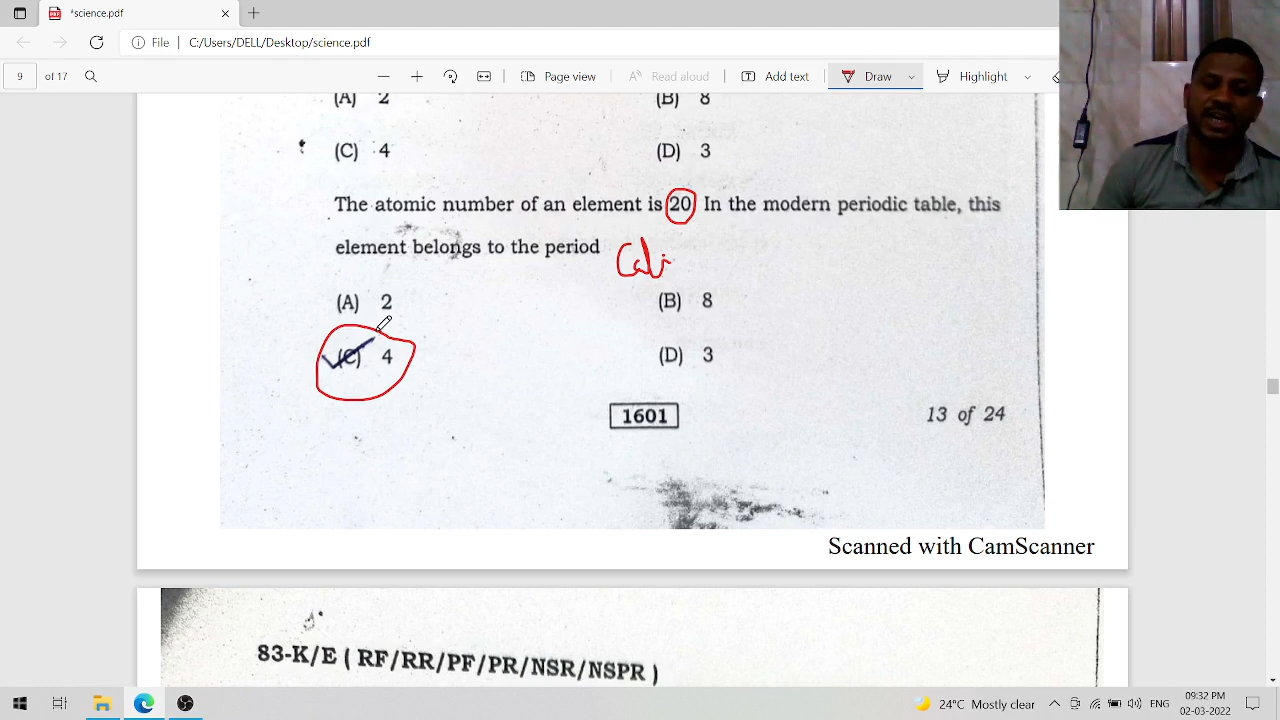 *science.pdf
File C:/Users/DELL/Desktop/science.pdf
9 of 17 Page view Read aloud Add text Draw Highlight
(A) 2 (B) 8
(C) 4 (D) 3
The atomic number of an element is 20. In the modern periodic table, this
element belongs to the period
(A) 2 (B) 8
(C) 4 (D) 3
1601 13 of 24
Scanned with CamScanner
83-K/E ( RF/RR/PF/PR/NSR/NSPR )
24°C Mostly clear ENG 09:32 PM
02-03-2022